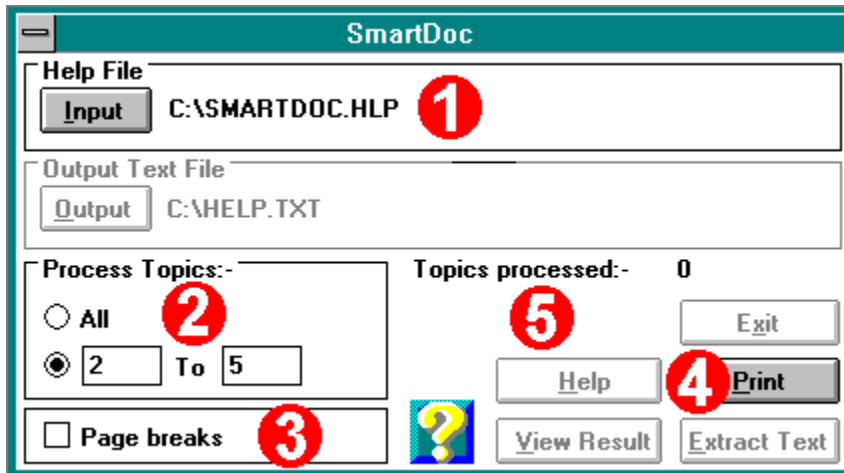 SmartDoc
Help File
Input C:\SMARTDOC.HLP 1
Output Text File
Output C:\HELP.TXT
Process Topics:- Topics processed:- 0
All 2 5 Exit
2 To 5
Help 4 Print
Page breaks 3 View Result Extract Text